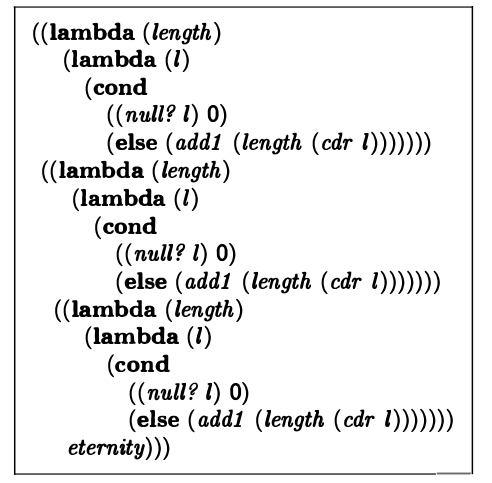 ((lambda (length)
(lambda (l)
(cond
((null? l) 0)
(else (add1 (length (cdr l)))))))
((lambda (length)
(lambda (l)
(cond
((null? l) 0)
(else (add1 (length (cdr l)))))))
((lambda (length)
(lambda (l)
(cond
((null? l) 0)
(else (add1 (length (cdr l)))))))
eternity)))